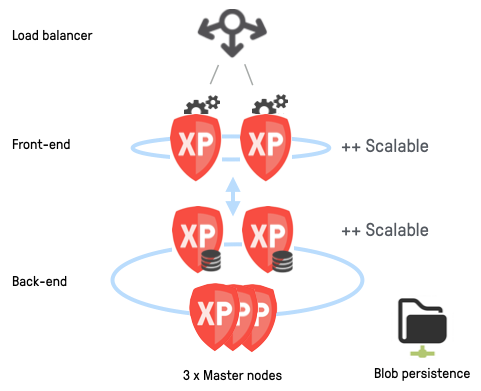 Load balancer
Front-end
XP
XP
++ Scalable
XP
XP
++ Scalable
Back-end
XP
P
P
3 x Master nodes
Blob persistence